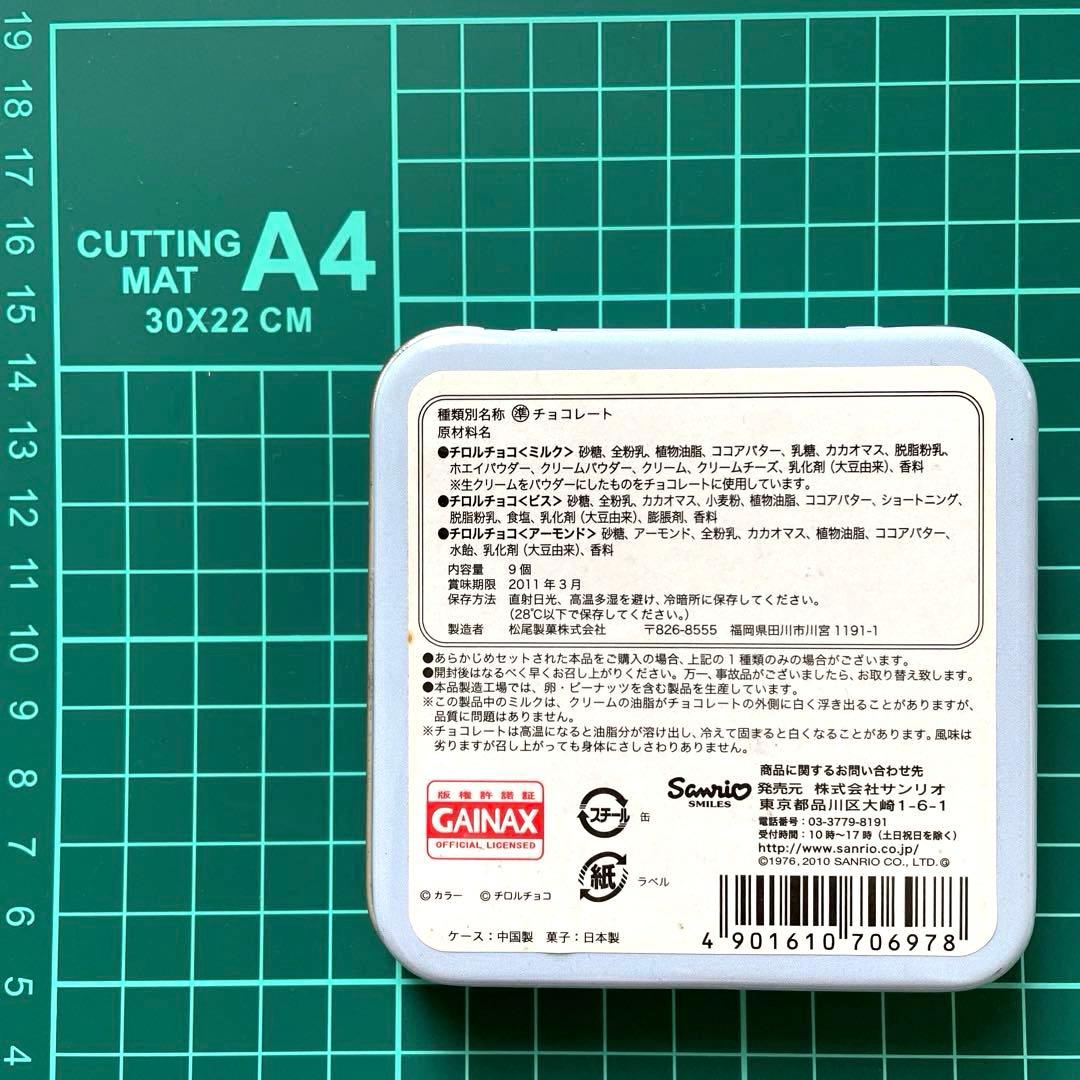 19
18
17
16
15
14
13
12
11
10
9
8
7
6
5
4
CUTTING MAT A4
30X22 CM
種類別名称 ㊟チョコレート
原材料名
●チロルチョコ<ミルク> 砂糖、全粉乳、植物油脂、ココアバター、乳糖、カカオマス、脱脂粉乳、
ホエイパウダー、クリームパウダー、クリーム、クリームチーズ、乳化剤(大豆由来)、香料
※生クリームをパウダーにしたものをチョコレートに使用しています。
●チロルチョコ<ビス> 砂糖、全粉乳、カカオマス、小麦粉、植物油脂、ココアバター、ショートニング、
脱脂粉乳、食塩、乳化剤(大豆由来)、膨脹剤、香料
●チロルチョコ<アーモンド> 砂糖、アーモンド、全粉乳、カカオマス、植物油脂、ココアバター、
水飴、乳化剤(大豆由来)、香料
内容量 9個
賞味期限 2011年3月
保存方法 直射日光、高温多湿を避け、冷暗所に保存してください。
(28℃以下で保存してください。)
製造者 松尾製菓株式会社 〒826-8555 福岡県田川市川宮1191-1
●あらかじめセットされた本品をご購入の場合、上記の1種類のみの場合がございます。
●開封後はなるべく早くお召し上がりください。万一、事故品がございましたら、お取り替え致します。
●本品製造工場では、卵・ピーナッツを含む製品を生産しています。
※この製品中のミルクは、クリームの油脂がチョコレートの外側に白く浮き出ることがありますが、
品質に問題はありません。
※チョコレートは高温になると油脂分が溶け出し、冷えて固まると白くなることがあります。風味は
劣りますが召し上がっても身体にさしさわりありません。
版権許諾証
GAINAX
OFFICIAL LICENSED
スチール 缶
紙 ラベル
Sanrio
SMILES
商品に関するお問い合わせ先
発売元 株式会社サンリオ
東京都品川区大崎1-6-1
電話番号:03-3779-8191
受付時間:10時〜17時(土日祝日を除く)
http://www.sanrio.co.jp/
©1976, 2010 SANRIO CO., LTD. Ⓖ
©カラー ©チロルチョコ
ケース:中国製 菓子:日本製
4 901610 706978